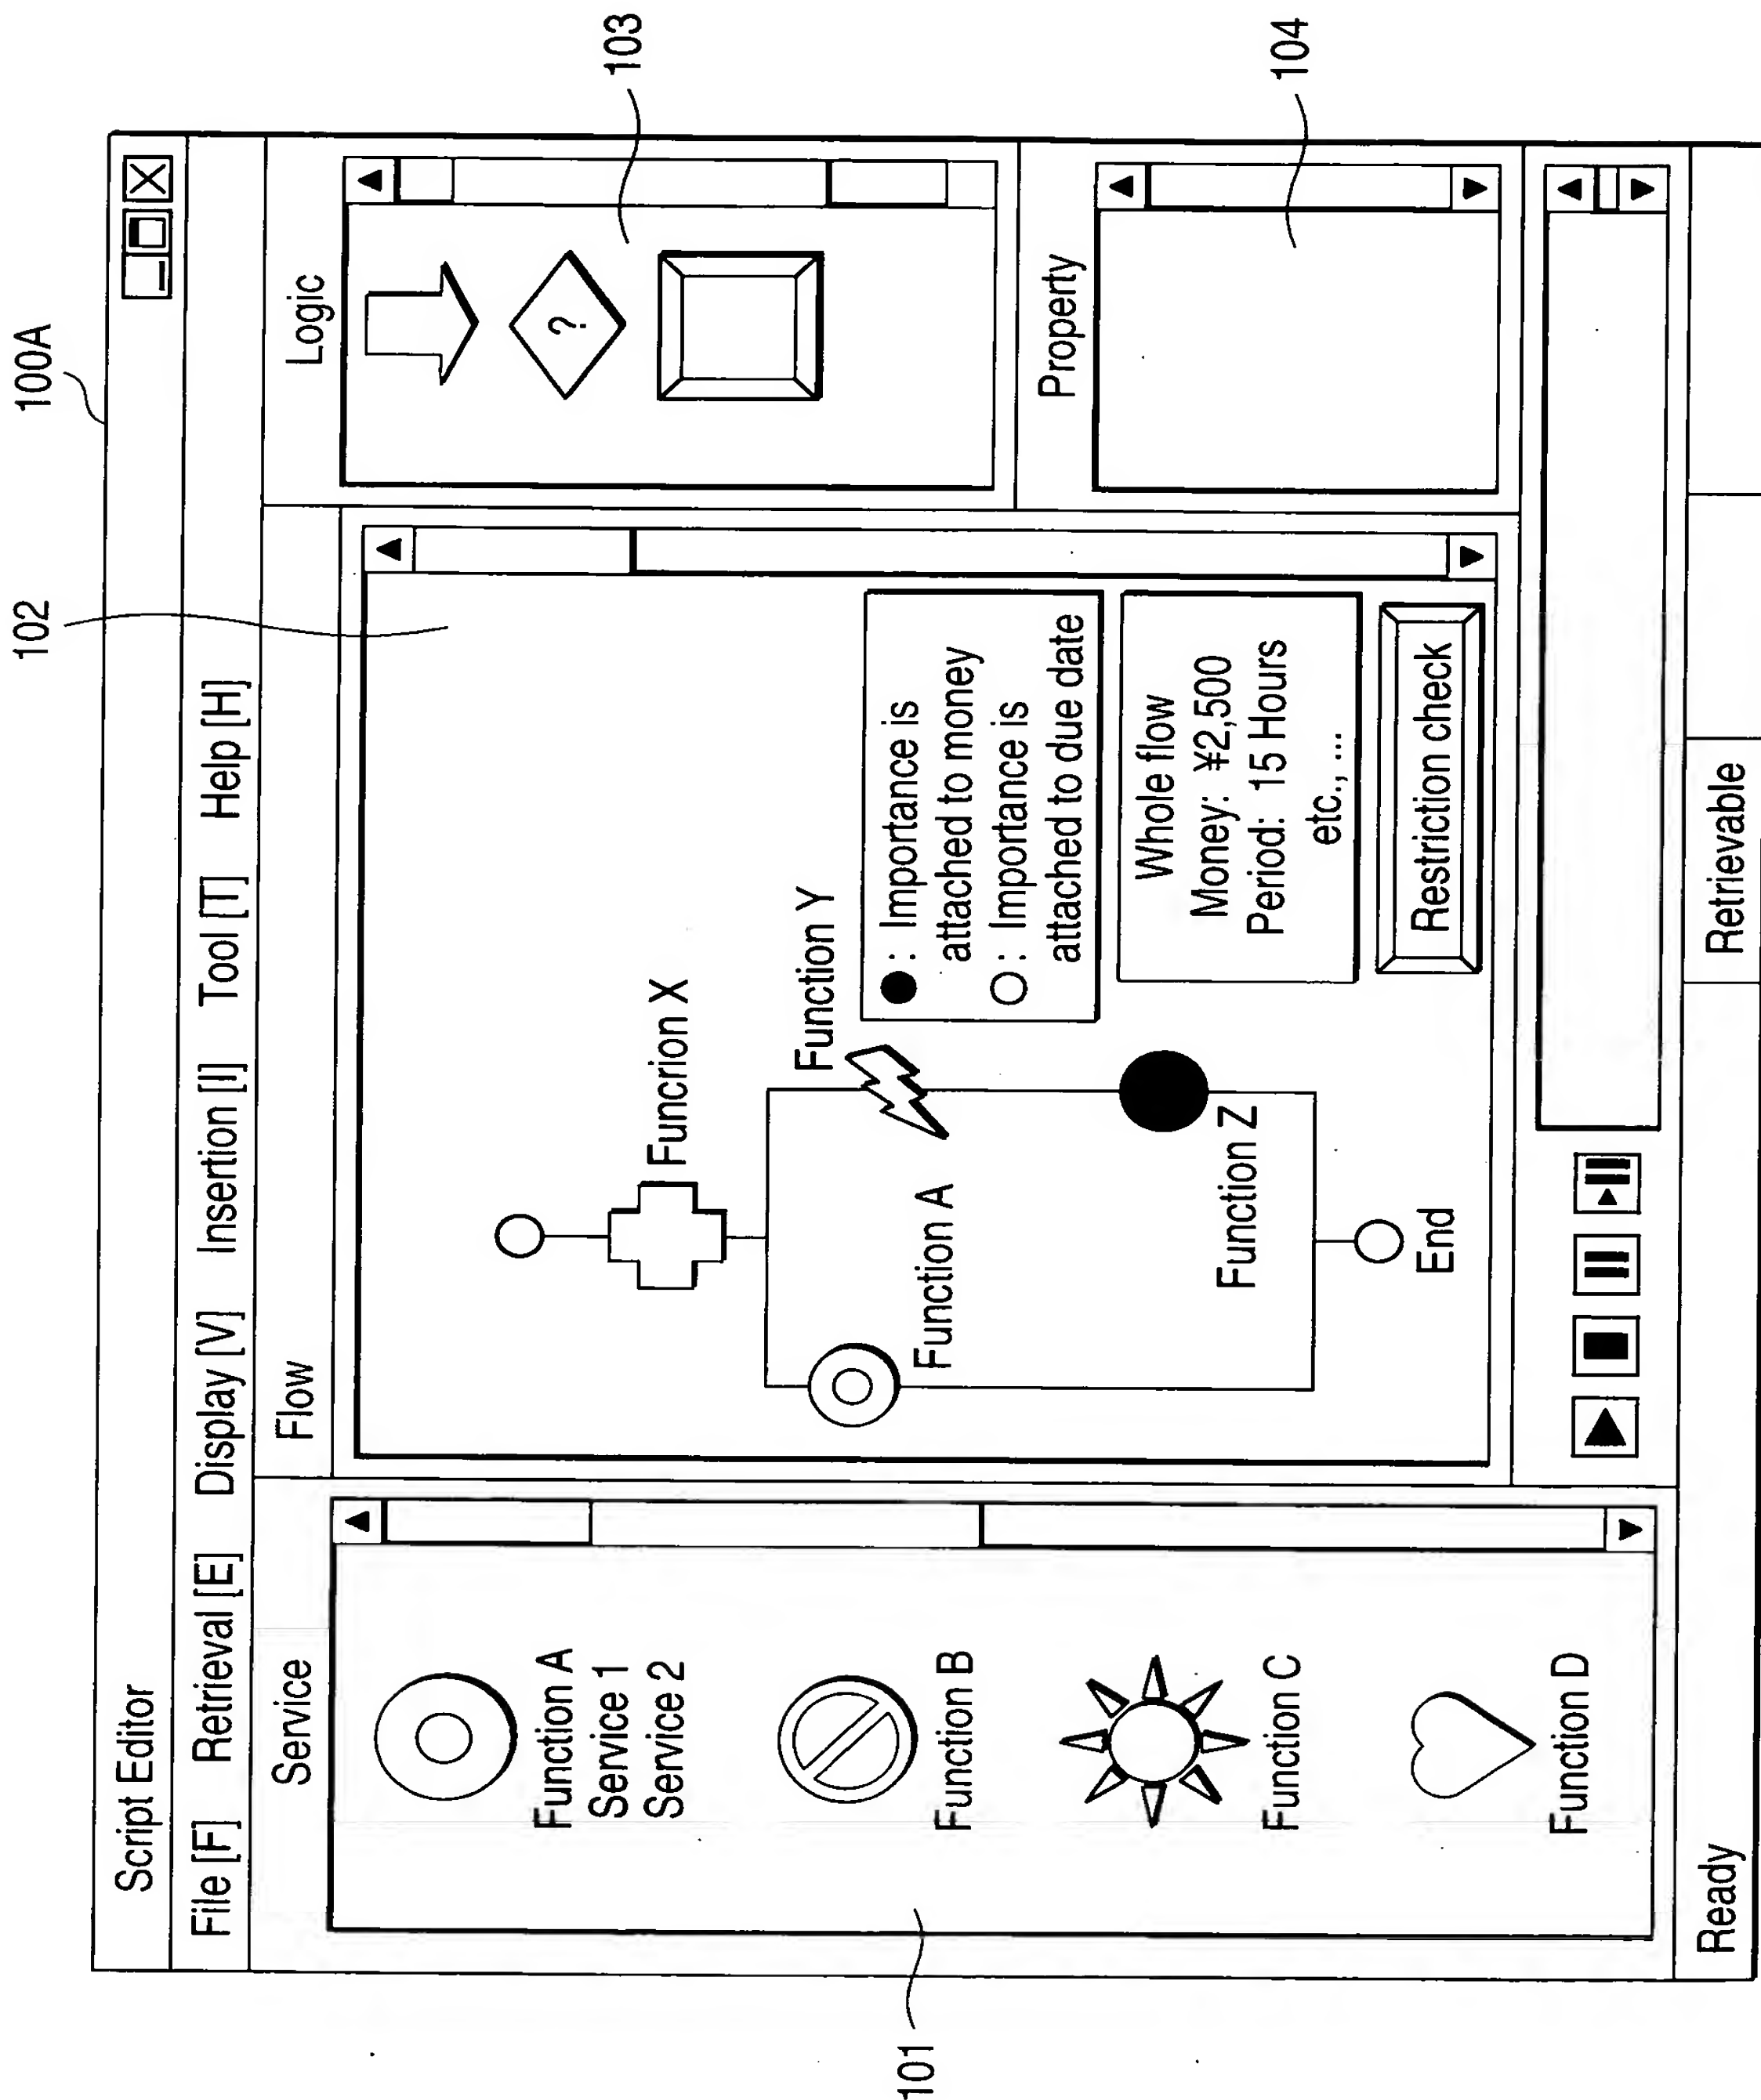 100A
102
103
104
101
Script Editor
File [F] Retrieval [E] Display [V] Insertion [I] Tool [T] Help [H]
Service
Function A
Service 1
Service 2
Function B
Function C
Function D
Flow
Funcrion X
Function Y
Function A
Function Z
End
●: Importance is
attached to money
○: Importance is
attached to due date
Whole flow
Money: ¥2,500
Period: 15 Hours
etc., ...
Restriction check
Logic
?
Property
Ready
Retrievable